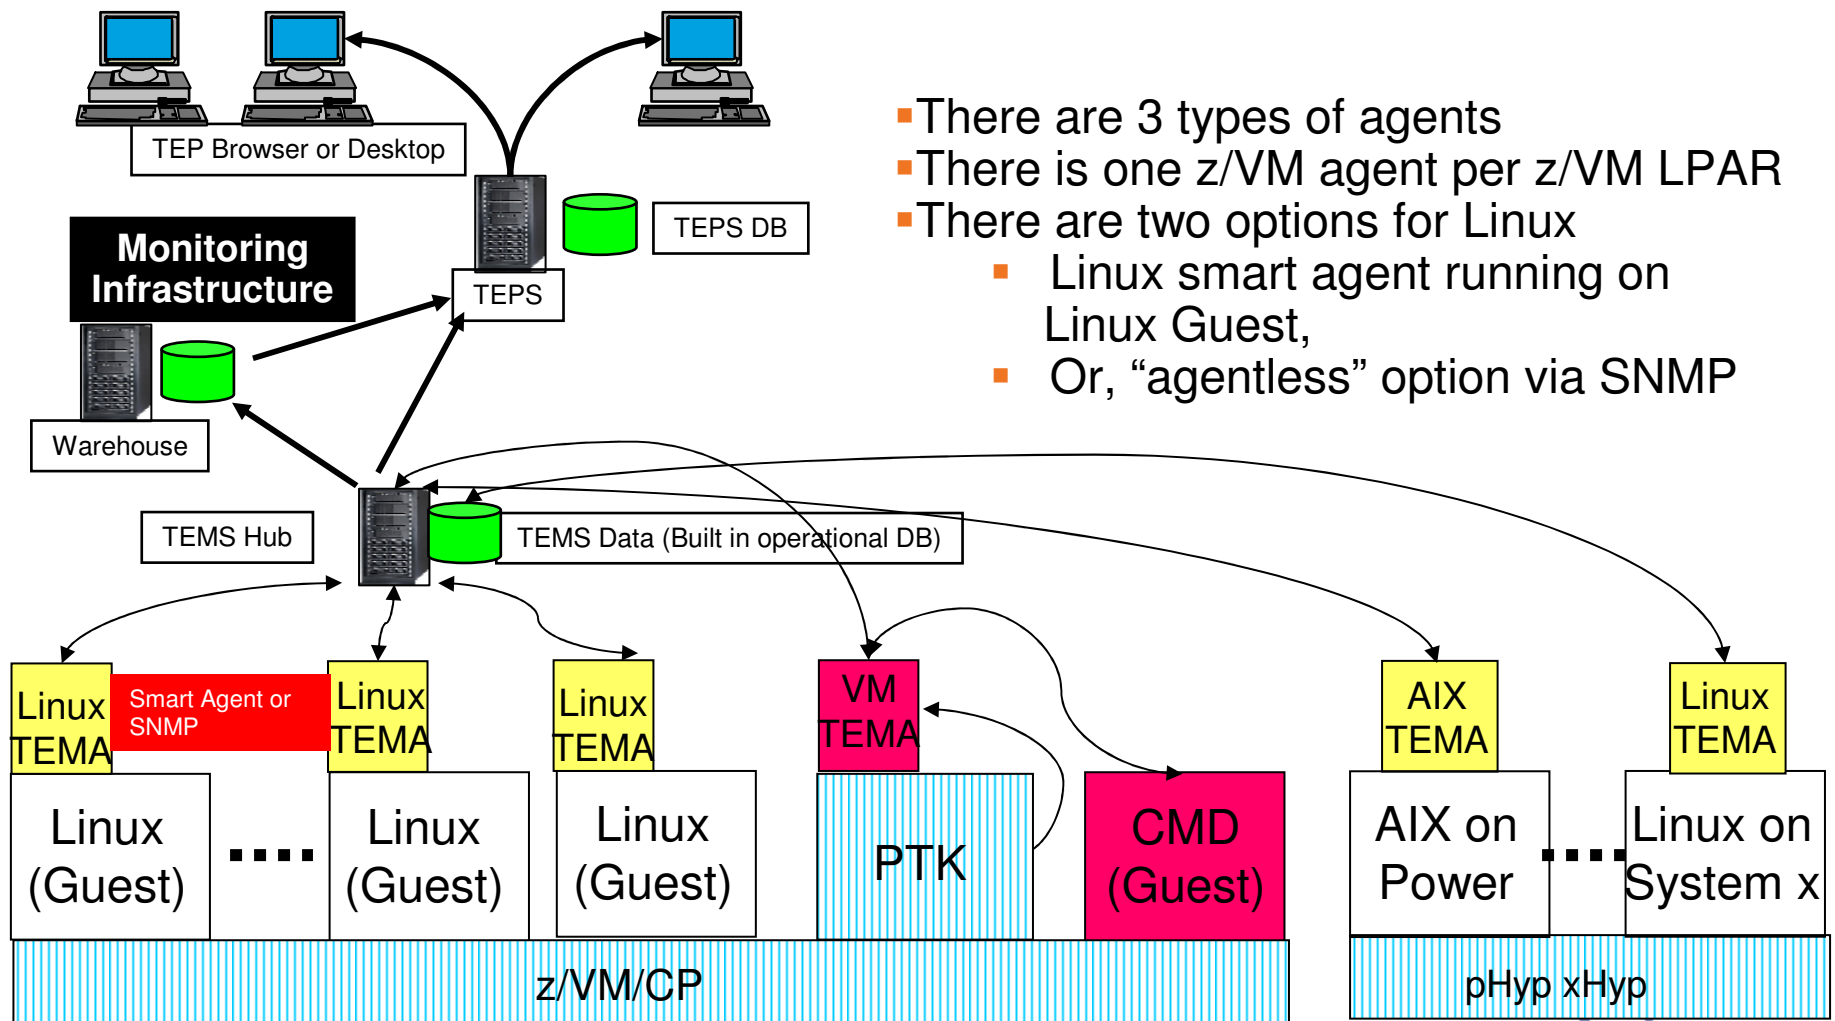 TEP Browser or Desktop
▪There are 3 types of agents
▪There is one z/VM agent per z/VM LPAR
▪There are two options for Linux
▪ Linux smart agent running on
Linux Guest,
▪ Or, “agentless” option via SNMP
TEPS DB
Monitoring
Infrastructure
TEPS
Warehouse
TEMS Hub
TEMS Data (Built in operational DB)
Linux
TEMA
Smart Agent or
SNMP
Linux
TEMA
Linux
TEMA
VM
TEMA
AIX
TEMA
Linux
TEMA
Linux
(Guest)
Linux
(Guest)
Linux
(Guest)
PTK
CMD
(Guest)
AIX on
Power
Linux on
System x
z/VM/CP
pHyp xHyp